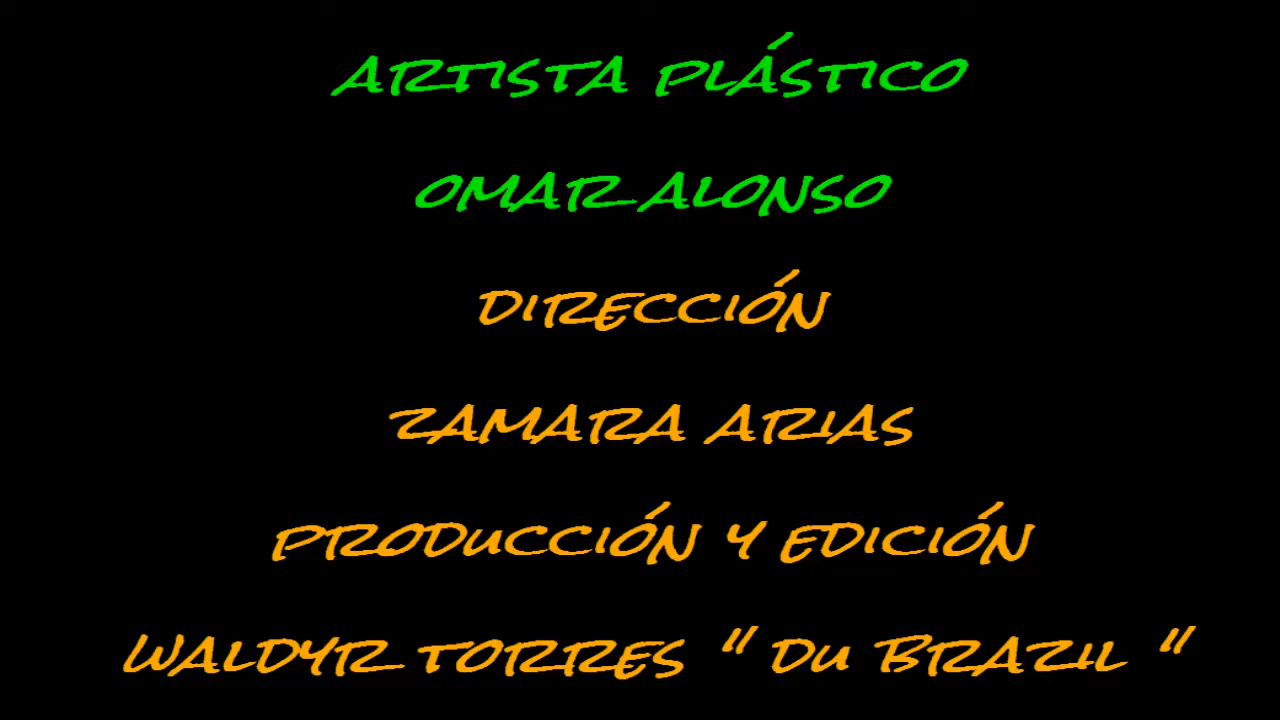 ARTISTA PLÁSTICO
OMAR ALONSO
DIRECCIÓN
ZAMARA ARIAS
PRODUCCIÓN Y EDICIÓN
WALDYR TORRES " DU BRAZIL "